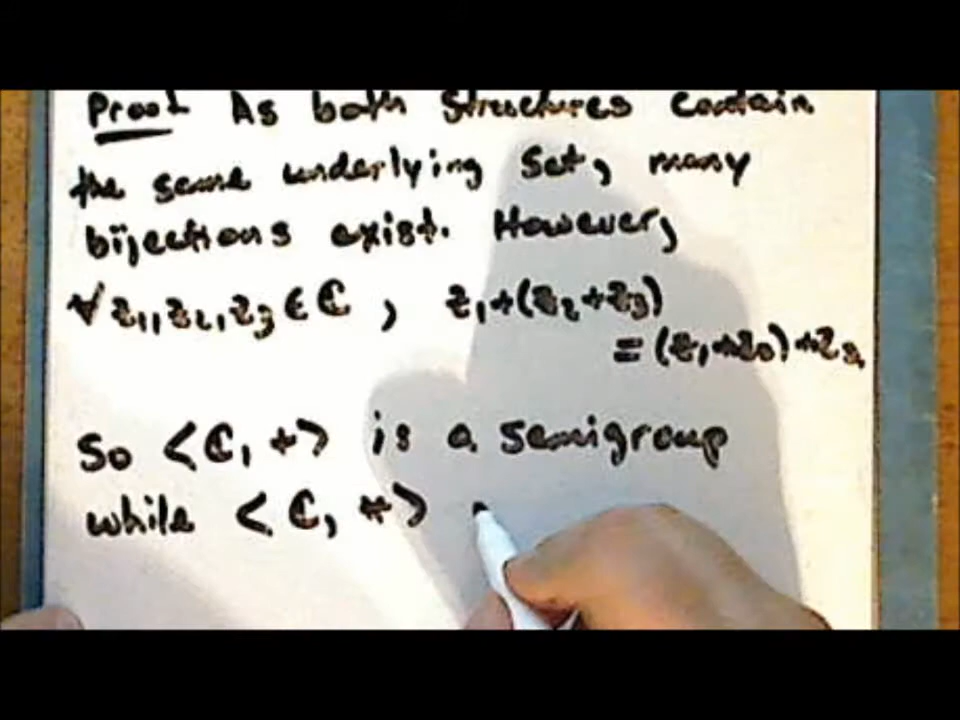 Proof As both structures contain
the same underlying set, many
bijections exist. However,
∀ z₁, z₂, z₃ ∈ ℂ , z₁+(z₂+z₃)
= (z₁+z₂)+z₃
So <ℂ, +> is a semigroup
while <ℂ, *>